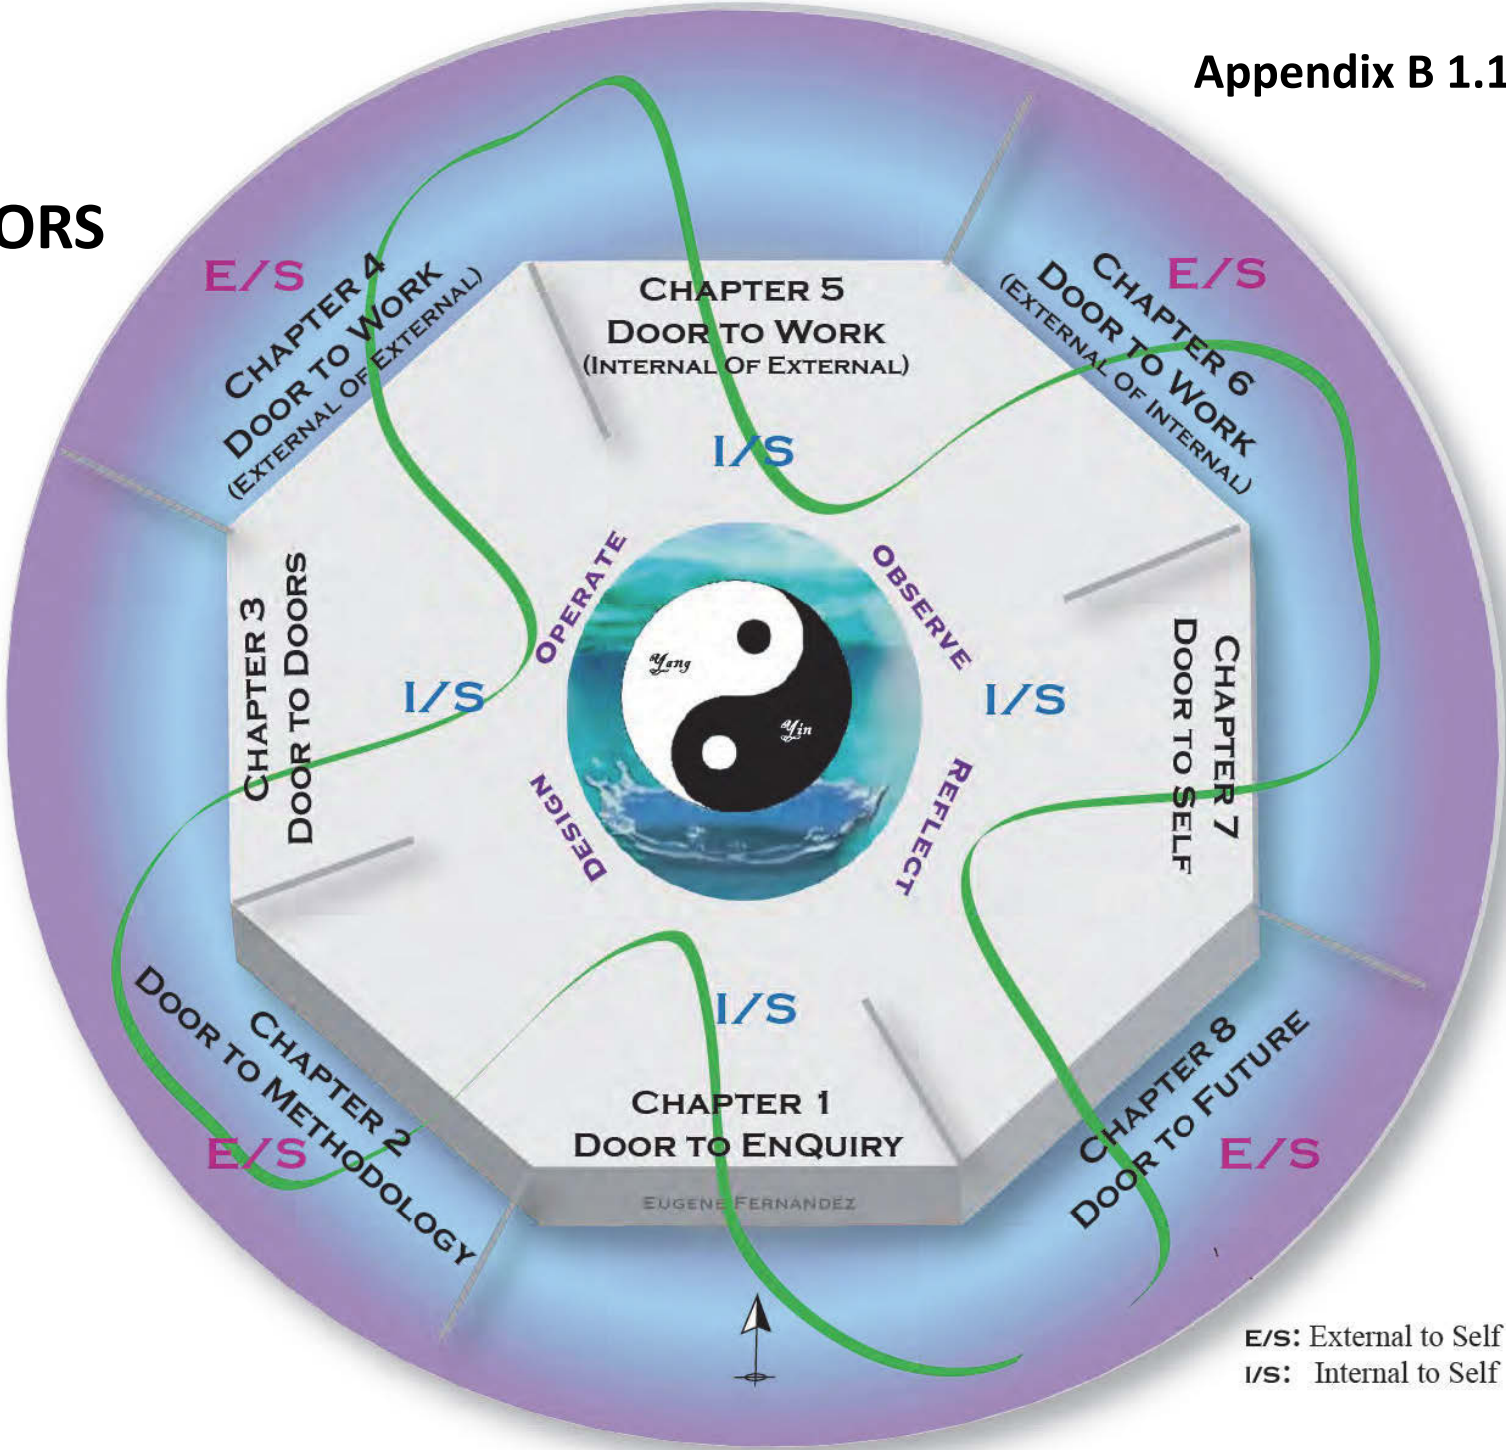 Appendix B 1.1
ORS
E/S
CHAPTER 4
DOOR TO WORK
(EXTERNAL OF EXTERNAL)
CHAPTER 5
DOOR TO WORK
(INTERNAL OF EXTERNAL)
I/S
E/S
CHAPTER 6
DOOR TO WORK
(EXTERNAL OF INTERNAL)
CHAPTER 3
DOOR TO DOORS
I/S
OPERATE
OBSERVE
Yang
Yin
I/S
CHAPTER 7
DOOR TO SELF
DESIGN
REFLECT
I/S
CHAPTER 1
DOOR TO ENQUIRY
EUGENE FERNANDEZ
CHAPTER 2
DOOR TO METHODOLOGY
E/S
CHAPTER 8
DOOR TO FUTURE
E/S
E/S: External to Self
I/S: Internal to Self